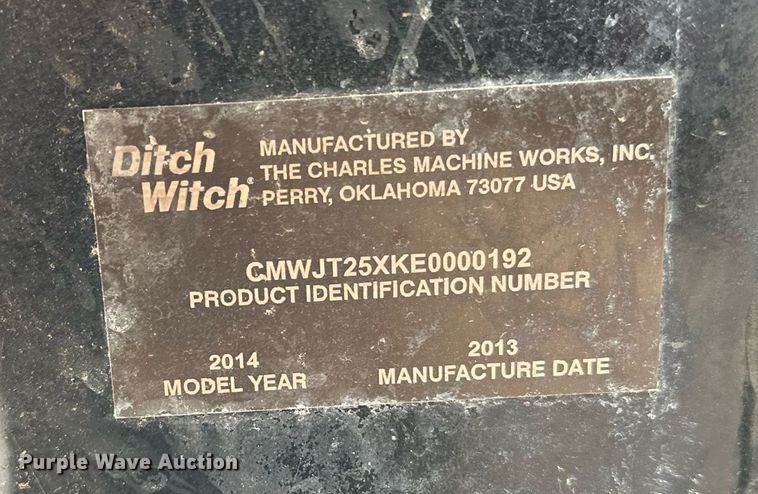 Ditch
Witch®
MANUFACTURED BY
THE CHARLES MACHINE WORKS, INC.
PERRY, OKLAHOMA 73077 USA
CMWJT25XKE0000192
PRODUCT IDENTIFICATION NUMBER
2014
MODEL YEAR
2013
MANUFACTURE DATE
Purple Wave Auction